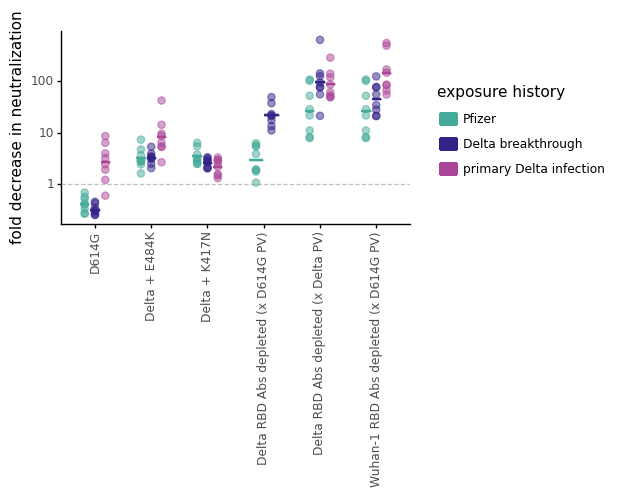 fold decrease in neutralization
100
10
1
D614G
Delta + E484K
Delta + K417N
Delta RBD Abs depleted (x D614G PV)
Delta RBD Abs depleted (x Delta PV)
Wuhan-1 RBD Abs depleted (x D614G PV)
exposure history
Pfizer
Delta breakthrough
primary Delta infection